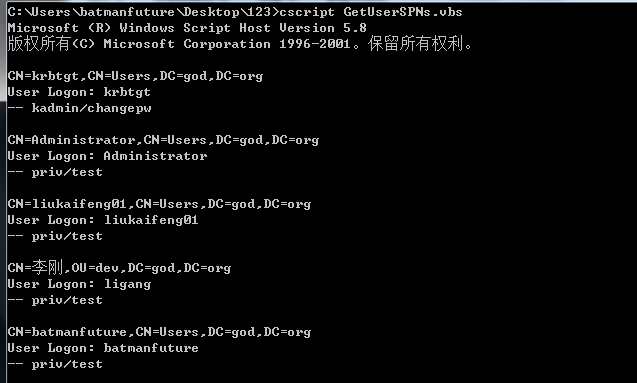 C:\Users\batmanfuture\Desktop\123>cscript GetUserSPNs.vbs
Microsoft (R) Windows Script Host Version 5.8
版权所有(C) Microsoft Corporation 1996-2001。保留所有权利。
CN=krbtgt,CN=Users,DC=god,DC=org
User Logon: krbtgt
-- kadmin/changepw
CN=Administrator,CN=Users,DC=god,DC=org
User Logon: Administrator
-- priv/test
CN=liukaifeng01,CN=Users,DC=god,DC=org
User Logon: liukaifeng01
-- priv/test
CN=李刚,OU=dev,DC=god,DC=org
User Logon: ligang
-- priv/test
CN=batmanfuture,CN=Users,DC=god,DC=org
User Logon: batmanfuture
-- priv/test